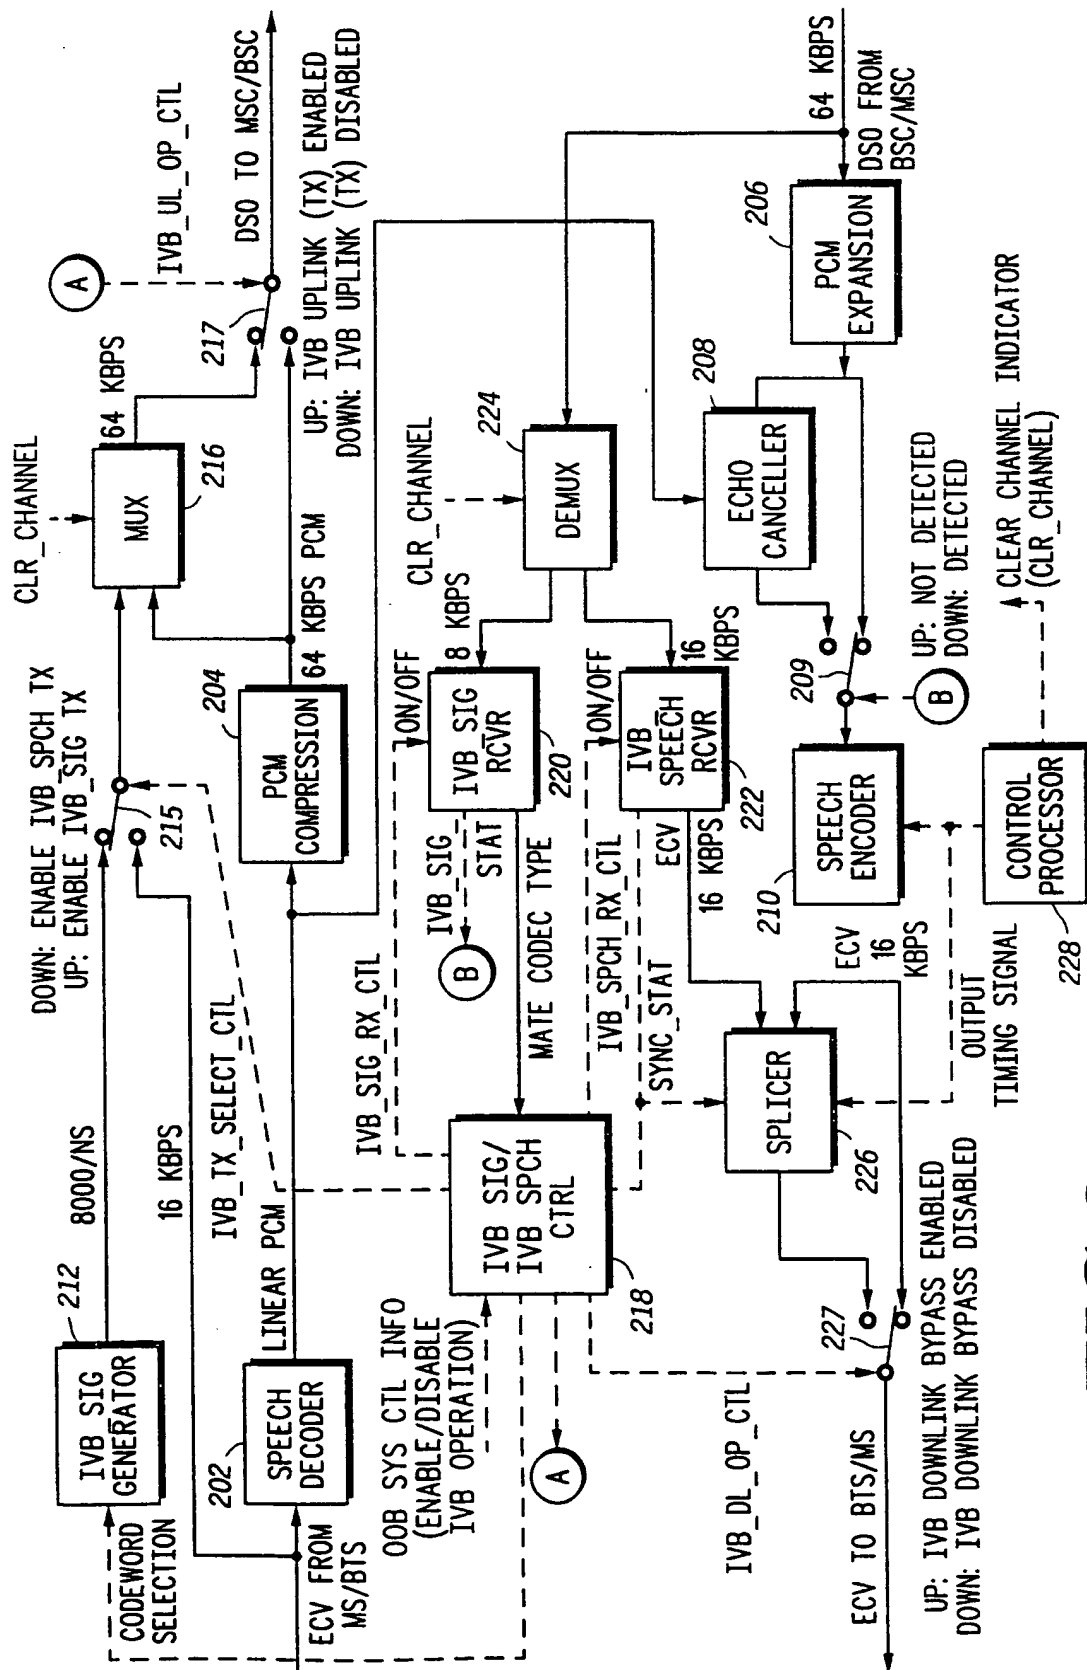 DOWN: ENABLE IVB_SPCH TX
UP: ENABLE IVB_SIG TX
CLR_CHANNEL
A
IVB_UL_OP_CTL
212
IVB SIG
GENERATOR
8000/NS
215
MUX
216
64 KBPS
217
DSO TO MSC/BSC
CODEWORD
SELECTION
16 KBPS
IVB_TX_SELECT_CTL
204
PCM
COMPRESSION
64 KBPS PCM
UP: IVB UPLINK (TX) ENABLED
DOWN: IVB UPLINK (TX) DISABLED
202
SPEECH
DECODER
LINEAR PCM
ECV FROM
MS/BTS
OOB SYS CTL INFO
(ENABLE/DISABLE
IVB OPERATION)
IVB_SIG_RX_CTL
ON/OFF
8 KBPS
CLR_CHANNEL
224
DEMUX
IVB SIG
RCVR
220
IVB_SIG
STAT
B
MATE CODEC TYPE
IVB SIG/
IVB SPCH
CTRL
218
A
IVB_SPCH_RX_CTL
ON/OFF
16
KBPS
IVB
SPEECH
RCVR
222
ECV
16 KBPS
SYNC_STAT
208
ECHO
CANCELLER
206
PCM
EXPANSION
64 KBPS
DSO FROM
BSC/MSC
IVB_DL_OP_CTL
SPLICER
226
227
209
210
SPEECH
ENCODER
ECV
16
KBPS
B
UP: NOT DETECTED
DOWN: DETECTED
CLEAR CHANNEL INDICATOR
(CLR_CHANNEL)
ECV TO BTS/MS
UP: IVB DOWNLINK BYPASS ENABLED
DOWN: IVB DOWNLINK BYPASS DISABLED
OUTPUT
TIMING SIGNAL
CONTROL
PROCESSOR
228